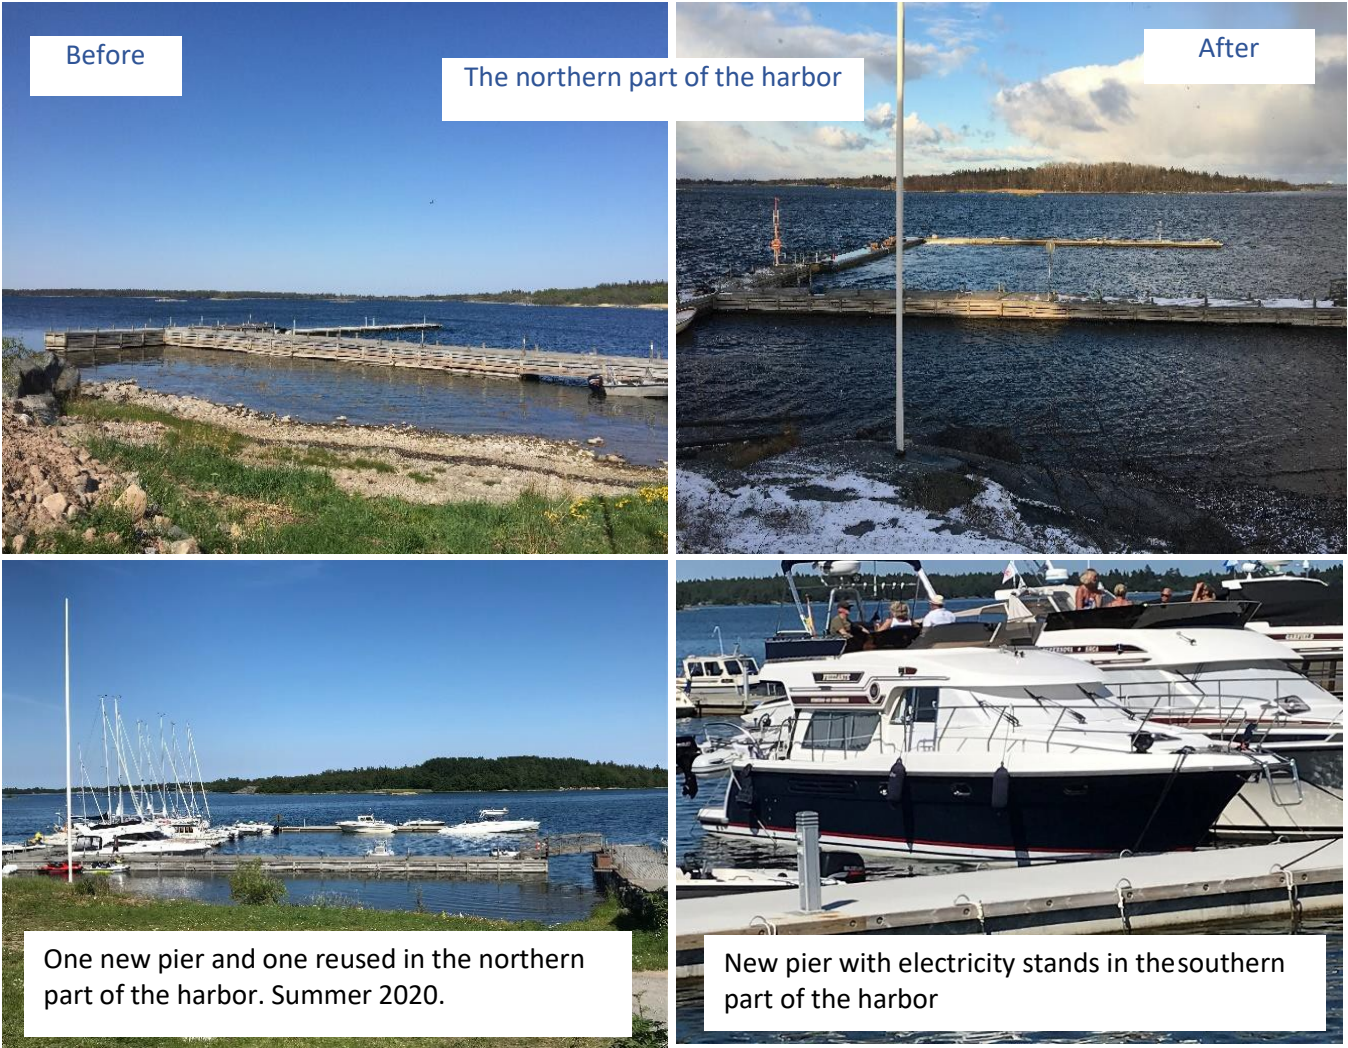 Before
The northern part of the harbor
After
One new pier and one reused in the northern
part of the harbor. Summer 2020.
New pier with electricity stands in thesouthern
part of the harbor